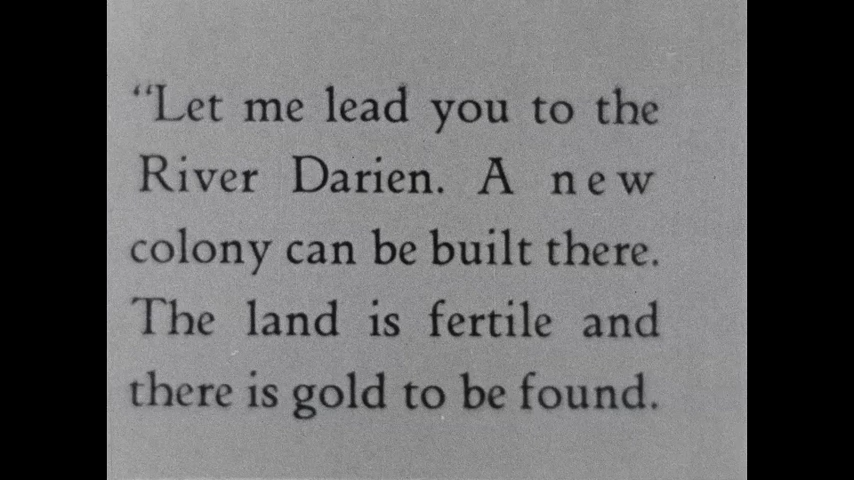 “Let me lead you to the
River Darien. A new
colony can be built there.
The land is fertile and
there is gold to be found.